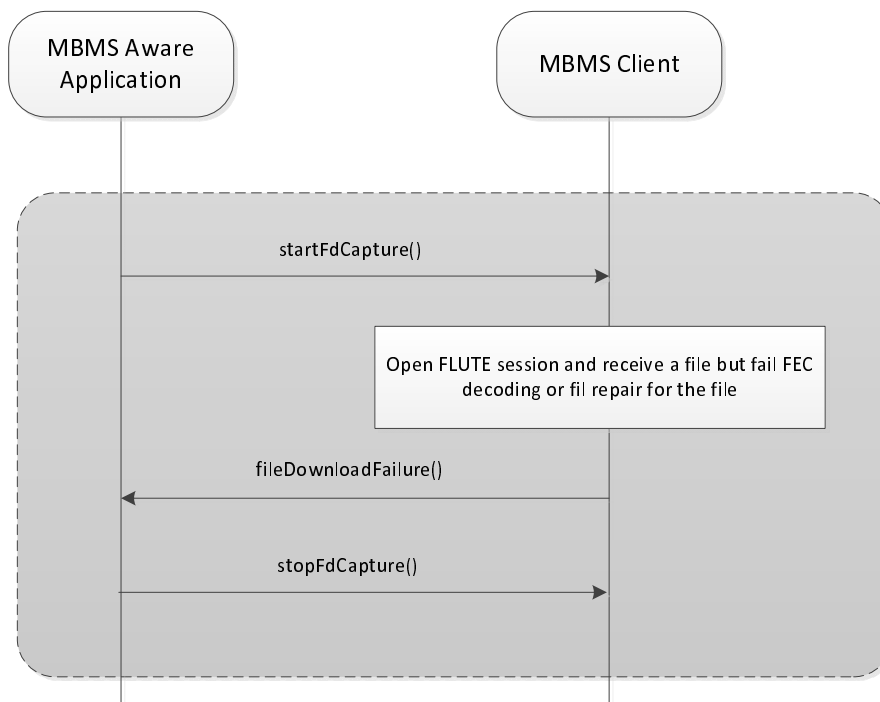 MBMS Aware
Application
MBMS Client
startFdCapture()
Open FLUTE session and receive a file but fail FEC
decoding or fil repair for the file
fileDownloadFailure()
stopFdCapture()